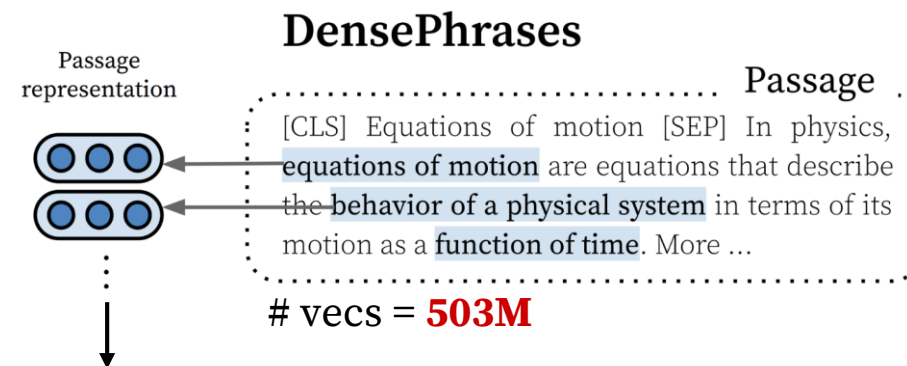 DensePhrases
Passage
representation
Passage
[CLS] Equations of motion [SEP] In physics,
equations of motion are equations that describe
the behavior of a physical system in terms of its
motion as a function of time. More ...
# vecs = 503M